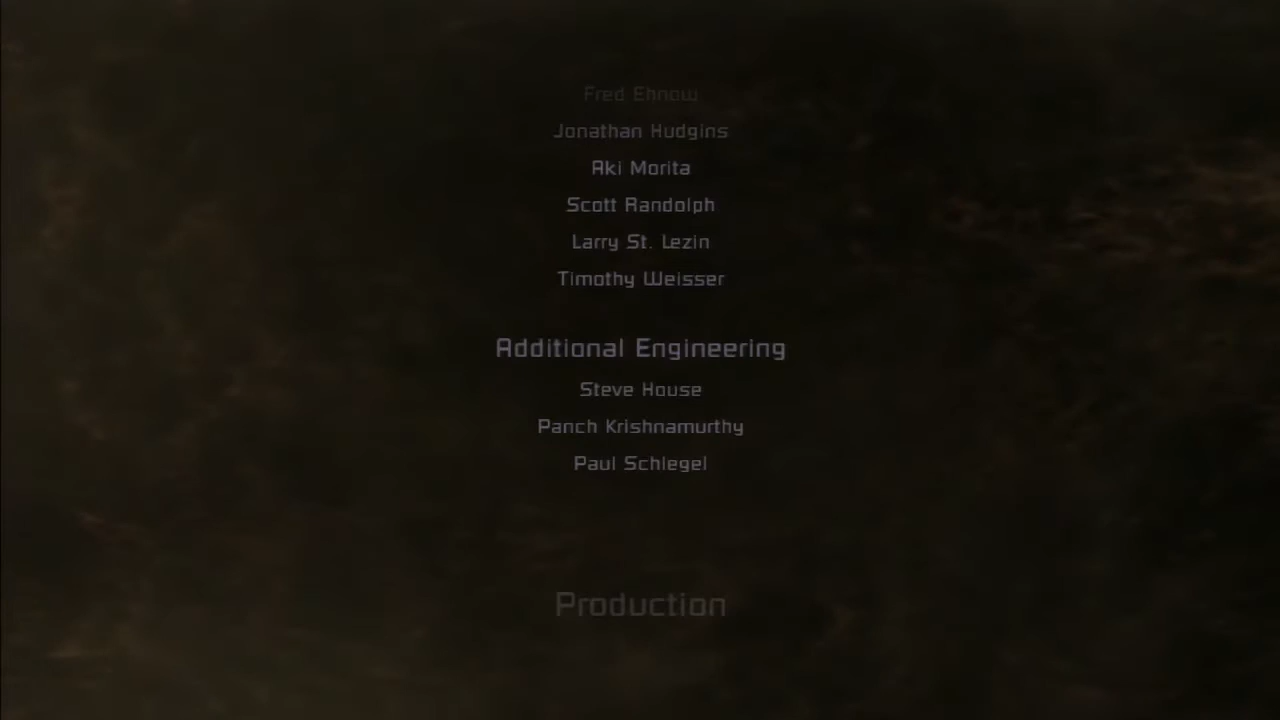 Fred Ehnow
Jonathan Hudgins
Aki Morita
Scott Randolph
Larry St. Lezin
Timothy Weisser
Additional Engineering
Steve House
Panch Krishnamurthy
Paul Schlegel
Production